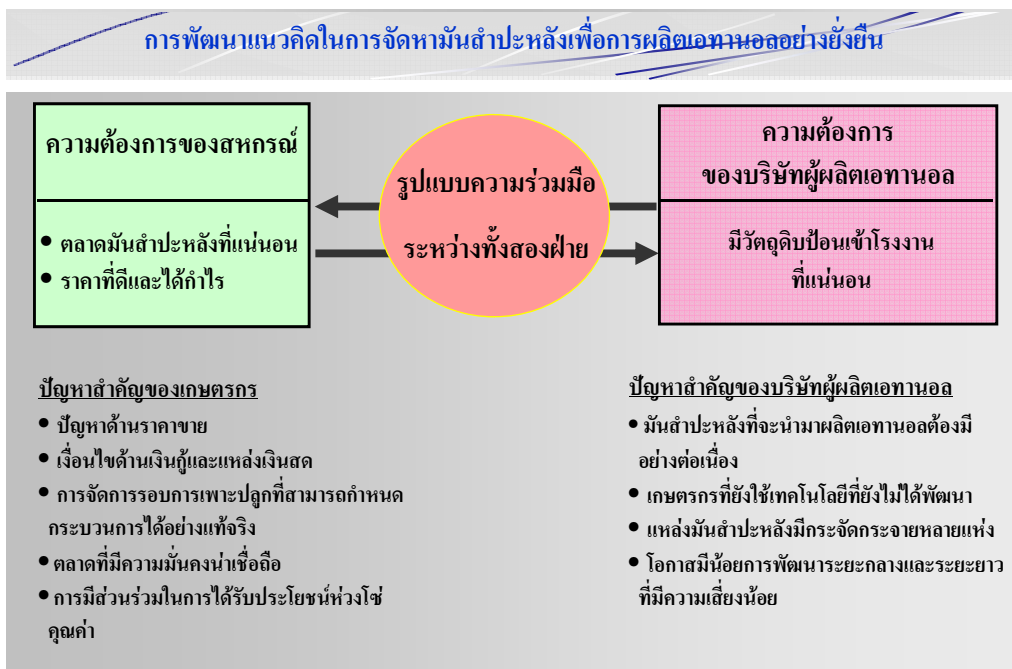 การพัฒนาแนวคิดในการจัดหามันสำปะหลังเพื่อการผลิตเอทานอลอย่างยั่งยืน
ความต้องการของสหกรณ์
• ตลาดมันสำปะหลังที่แน่นอน
• ราคาที่ดีและได้กำไร
รูปแบบความร่วมมือ
ระหว่างทั้งสองฝ่าย
ความต้องการ
ของบริษัทผู้ผลิตเอทานอล
มีวัตถุดิบป้อนเข้าโรงงาน
ที่แน่นอน
ปัญหาสำคัญของเกษตรกร
• ปัญหาด้านราคาขาย
• เงื่อนไขด้านเงินกู้และแหล่งเงินสด
• การจัดการรอบการเพาะปลูกที่สามารถกำหนด
กระบวนการได้อย่างแท้จริง
• ตลาดที่มีความมั่นคงน่าเชื่อถือ
• การมีส่วนร่วมในการได้รับประโยชน์ห่วงโซ่
คุณค่า
ปัญหาสำคัญของบริษัทผู้ผลิตเอทานอล
• มันสำปะหลังที่จะนำมาผลิตเอทานอลต้องมี
อย่างต่อเนื่อง
• เกษตรกรที่ยังใช้เทคโนโลยีที่ยังไม่ได้พัฒนา
• แหล่งมันสำปะหลังมีกระจัดกระจายหลายแห่ง
• โอกาสมีน้อยการพัฒนาระยะกลางและระยะยาว
ที่มีความเสี่ยงน้อย